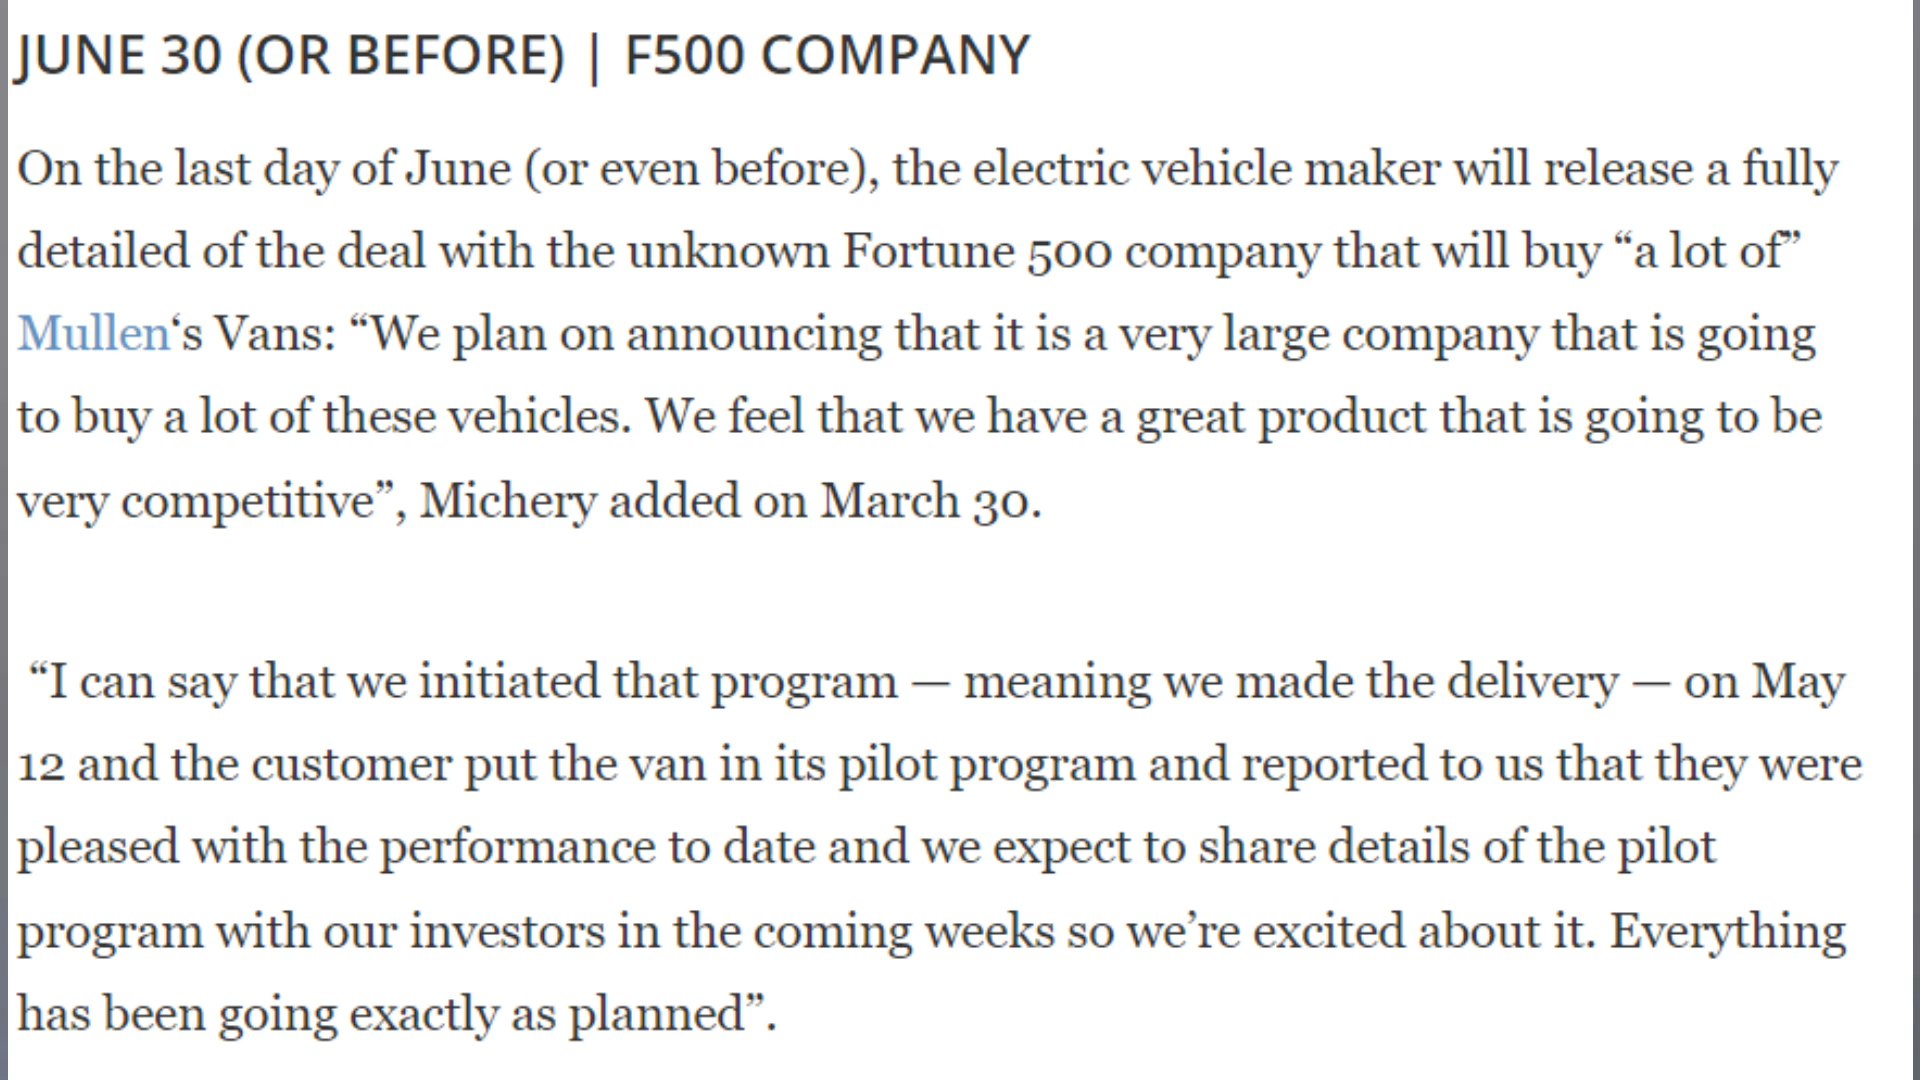 JUNE 30 (OR BEFORE) | F500 COMPANY
On the last day of June (or even before), the electric vehicle maker will release a fully
detailed of the deal with the unknown Fortune 500 company that will buy “a lot of”
Mullen‘s Vans: “We plan on announcing that it is a very large company that is going
to buy a lot of these vehicles. We feel that we have a great product that is going to be
very competitive”, Michery added on March 30.
“I can say that we initiated that program — meaning we made the delivery — on May
12 and the customer put the van in its pilot program and reported to us that they were
pleased with the performance to date and we expect to share details of the pilot
program with our investors in the coming weeks so we’re excited about it. Everything
has been going exactly as planned”.